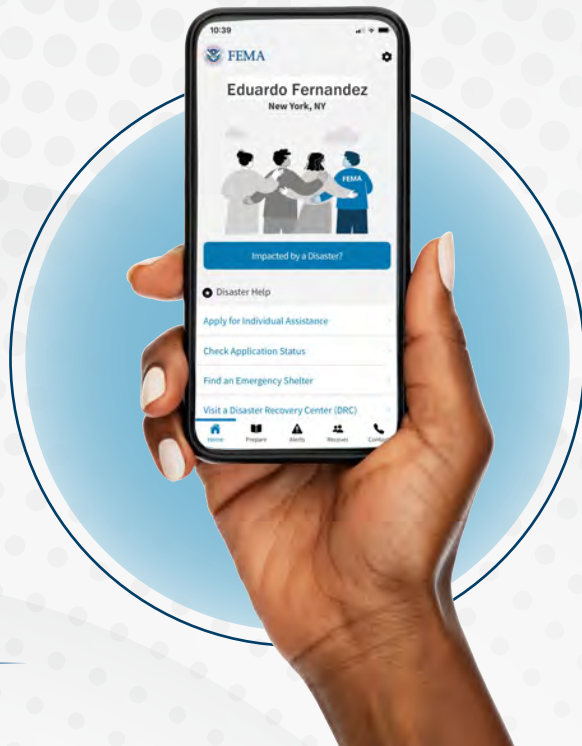 10:39
FEMA
Eduardo Fernandez
New York, NY
FEMA
Impacted by a Disaster?
Disaster Help
Apply for Individual Assistance
Check Application Status
Find an Emergency Shelter
Visit a Disaster Recovery Center (DRC)
Home Prepare Alerts Recover Contact